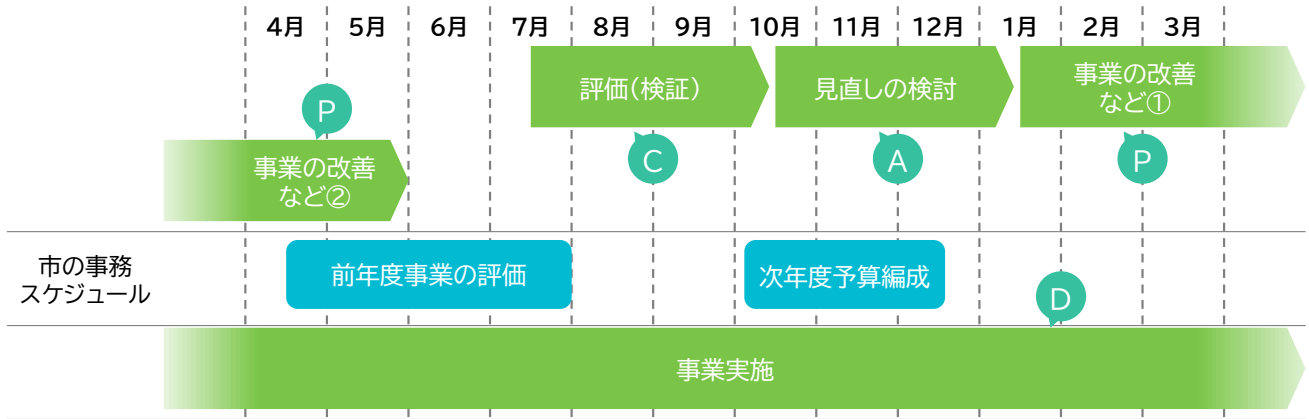 4月 5月 6月 7月 8月 9月 10月 11月 12月 1月 2月 3月
評価(検証)
見直しの検討
事業の改善
など①
P
C
A
P
事業の改善
など②
市の事務
スケジュール
前年度事業の評価
次年度予算編成
D
事業実施